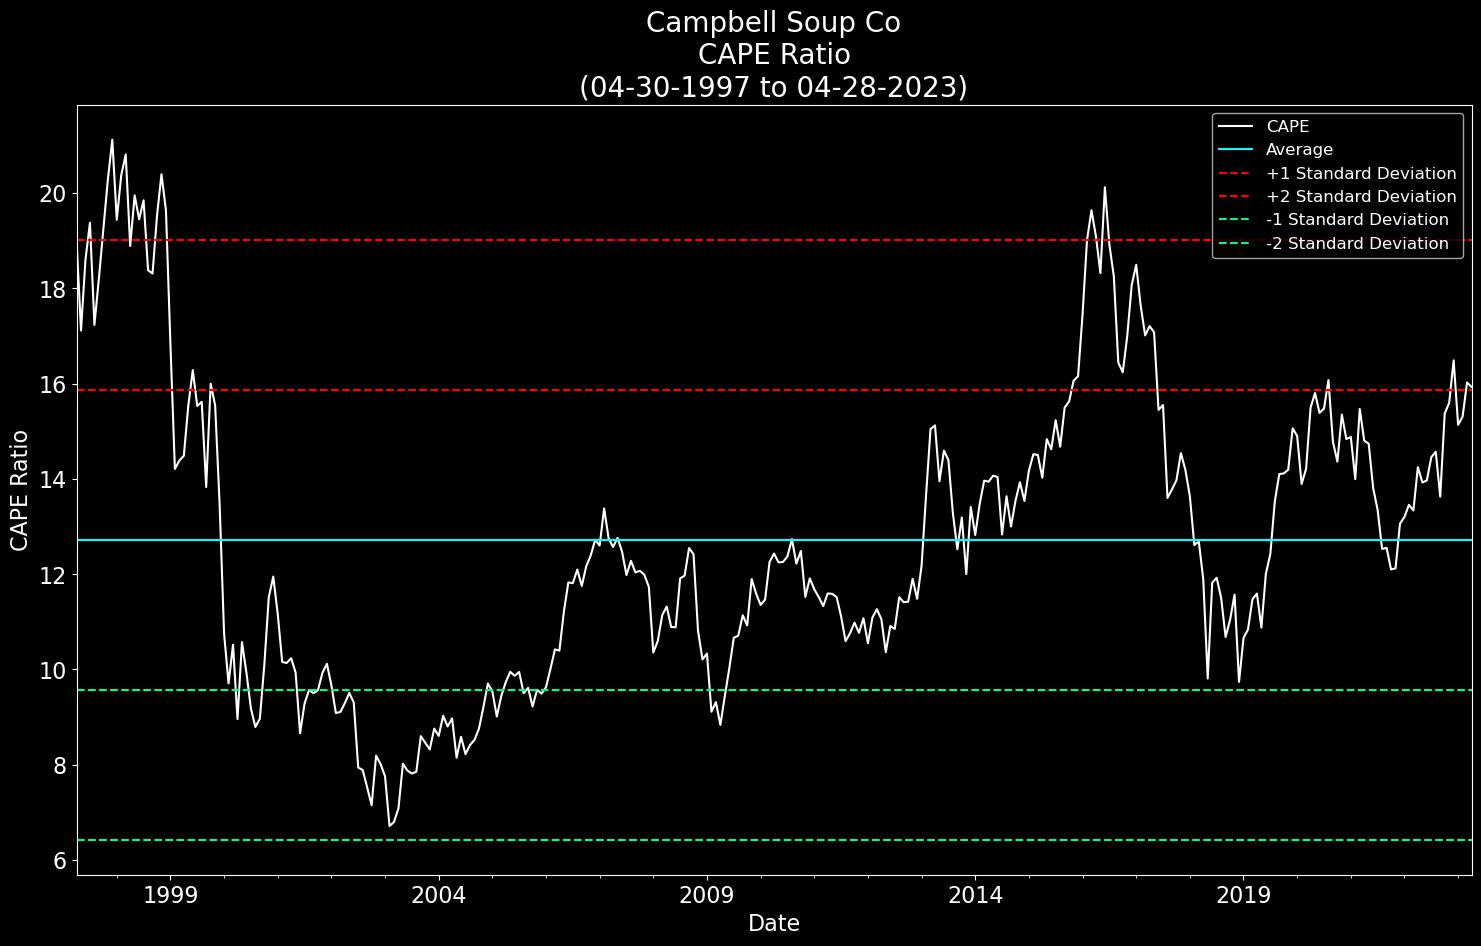 Campbell Soup Co
CAPE Ratio
(04-30-1997 to 04-28-2023)
CAPE
Average
+1 Standard Deviation
+2 Standard Deviation
-1 Standard Deviation
-2 Standard Deviation
CAPE Ratio
20
18
16
14
12
10
8
6
1999 2004 2009 2014 2019
Date